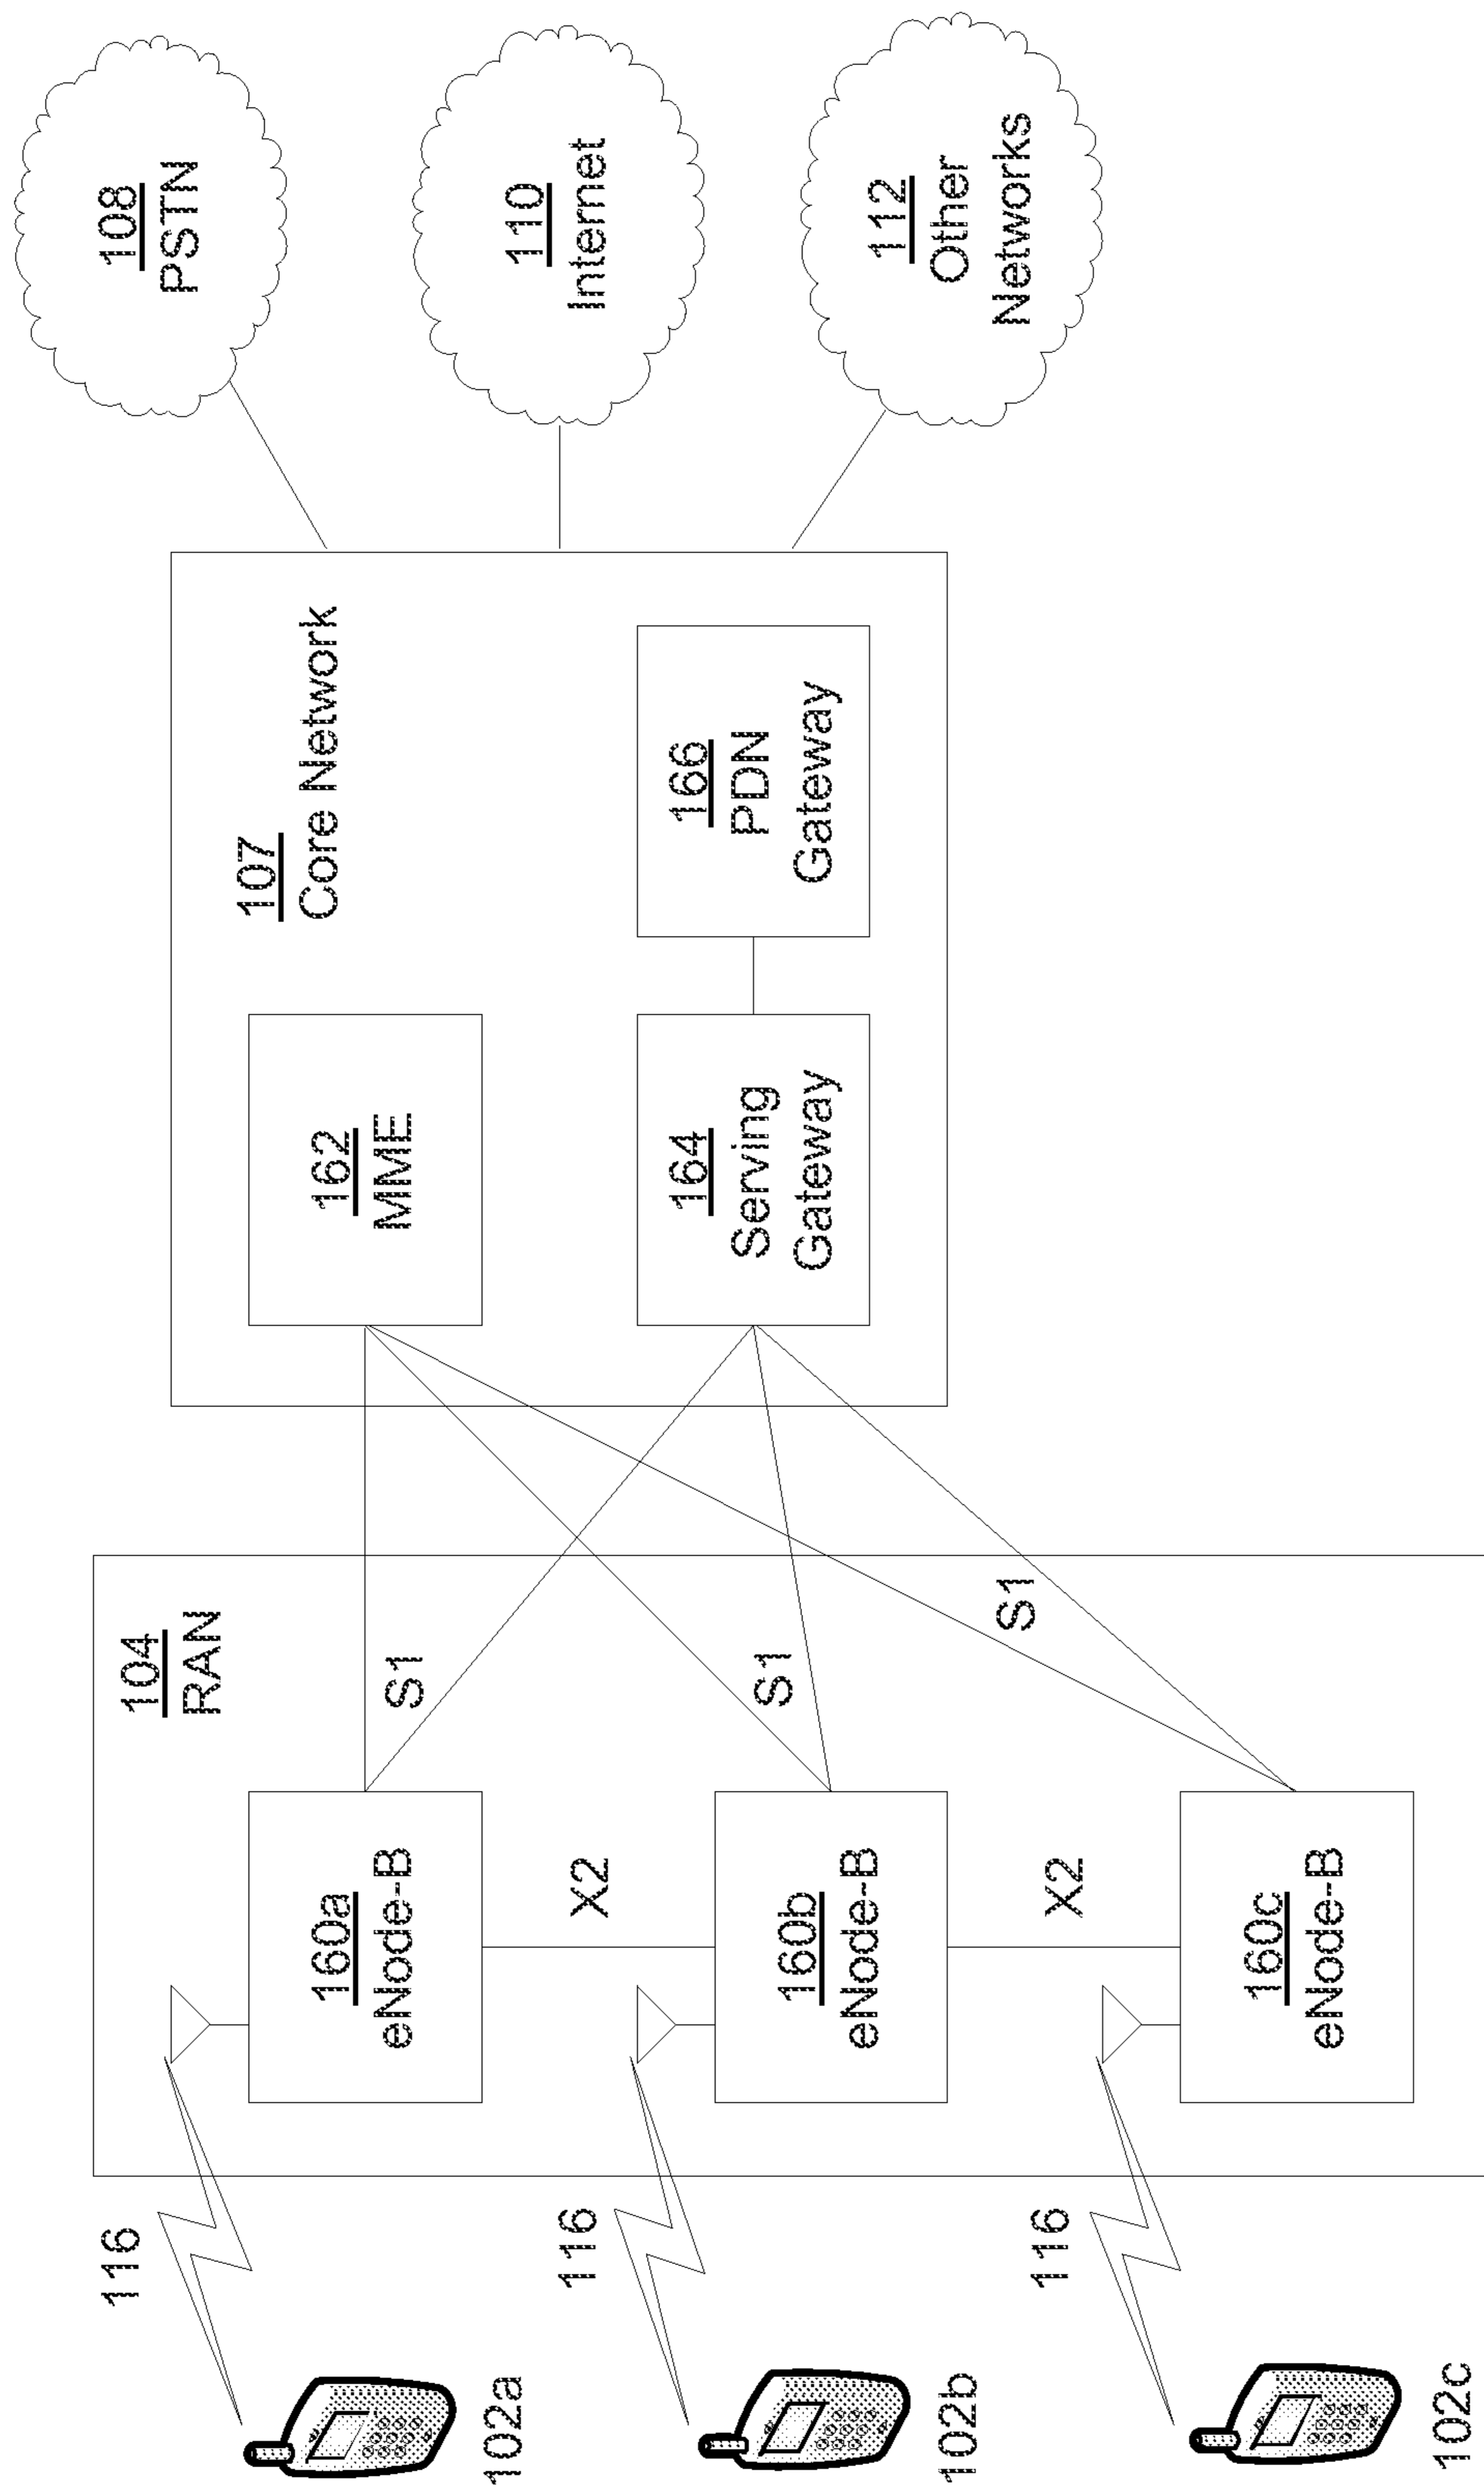 102a
116
104
RAN
160a
eNode-B
S1
X2
102b
116
160b
eNode-B
S1
X2
102c
116
160c
eNode-B
S1
107
Core Network
162
MME
164
Serving
Gateway
166
PDN
Gateway
108
PSTN
110
Internet
112
Other
Networks